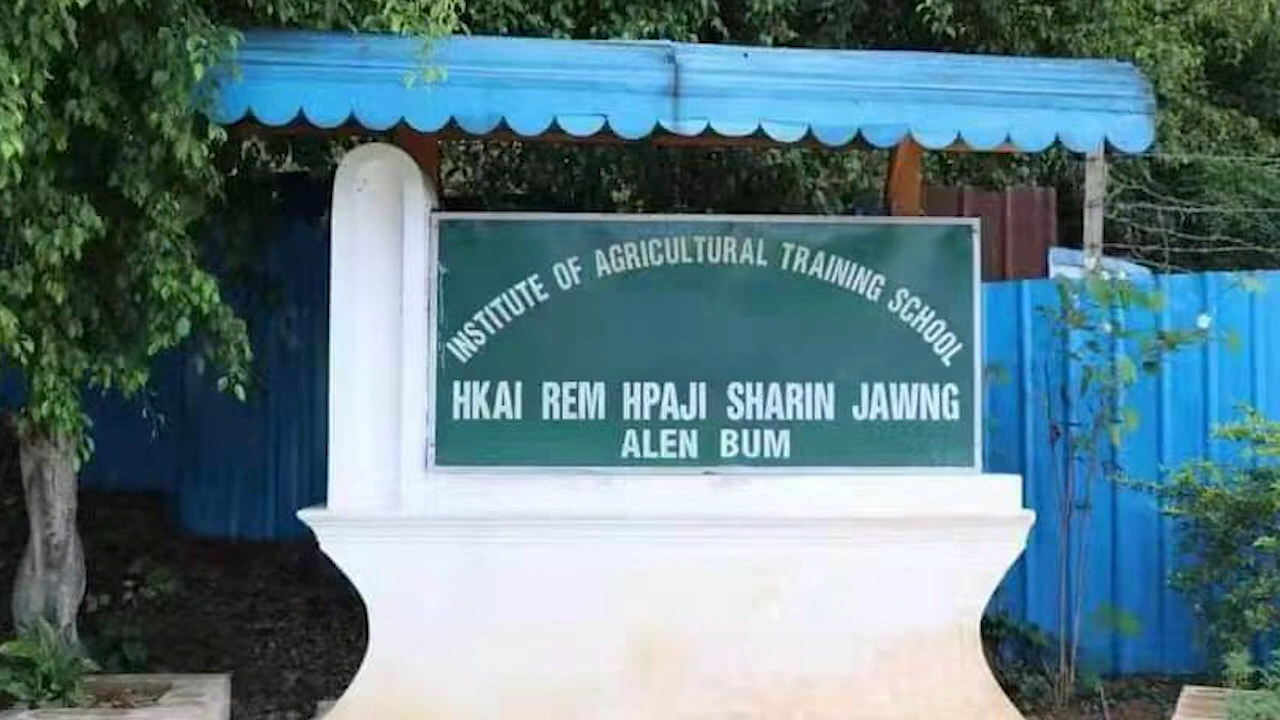 INSTITUTE OF AGRICULTURAL TRAINING SCHOOL
HKAI REM HPAJI SHARIN JAWNG
ALEN BUM